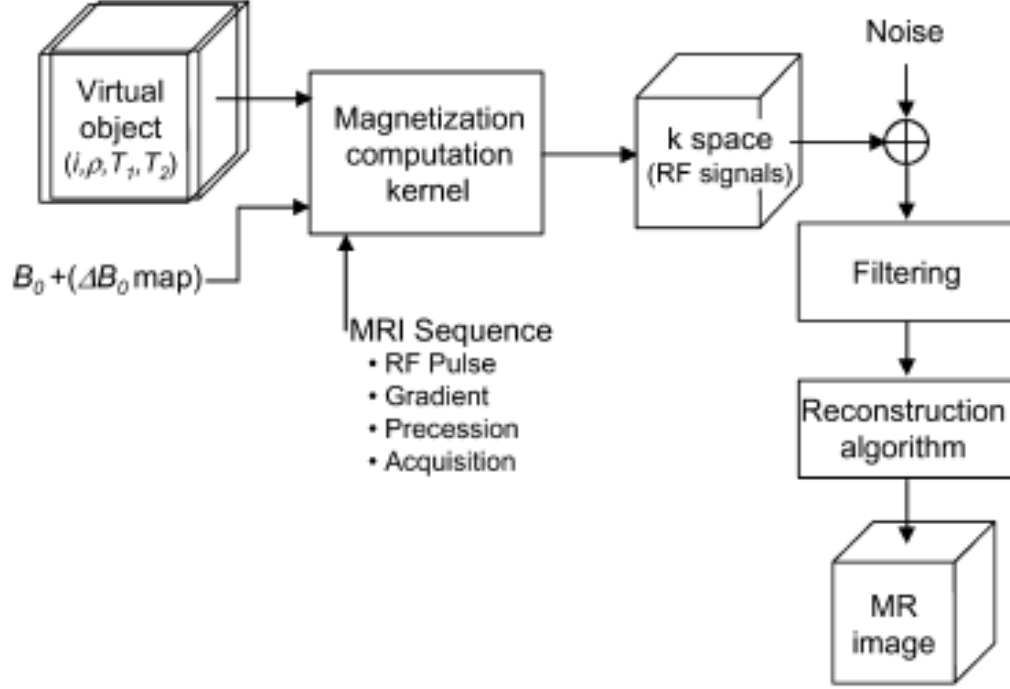 Virtual
object
(i,ρ,T₁,T₂)
B₀ +(ΔB₀ map)
Magnetization
computation
kernel
MRI Sequence
• RF Pulse
• Gradient
• Precession
• Acquisition
k space
(RF signals)
Noise
Filtering
Reconstruction
algorithm
MR
image